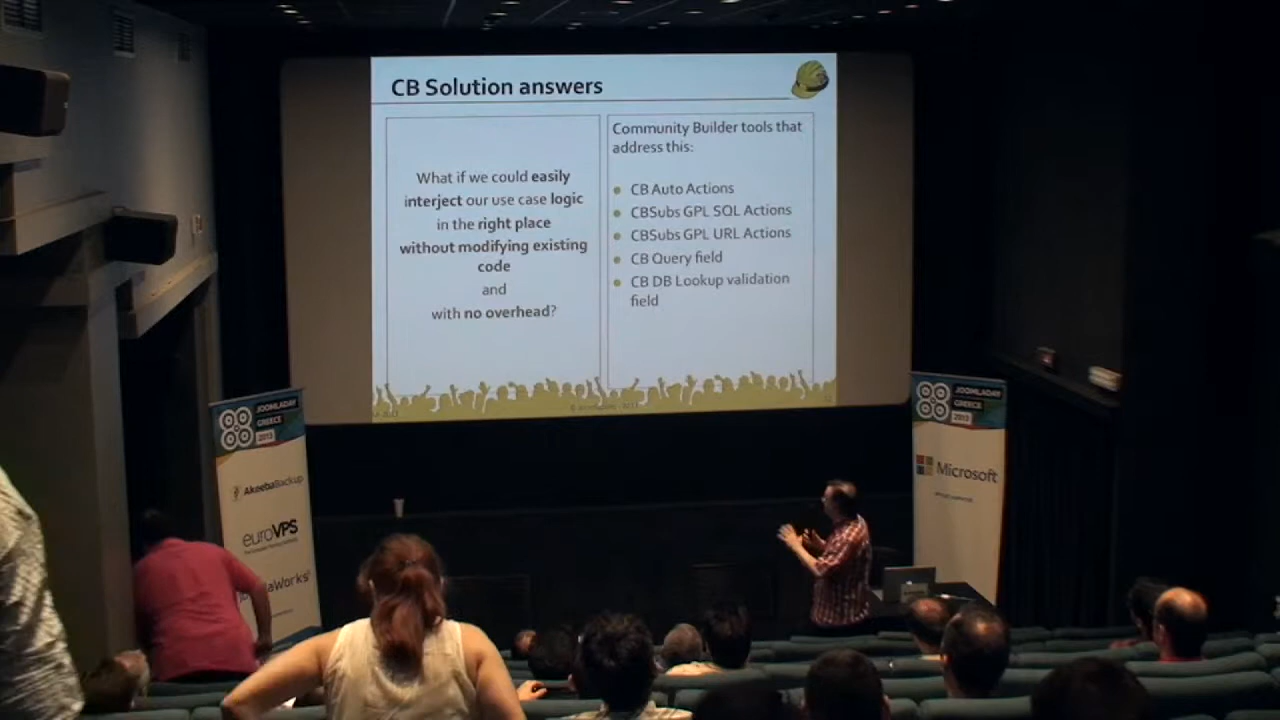 CB Solution answers
What if we could easily
interject our use case logic
in the right place
without modifying existing
code
and
with no overhead?
Community Builder tools that
address this:
CB Auto Actions
CBSubs GPL SQL Actions
CBSubs GPL URL Actions
CB Query field
CB DB Lookup validation
field
JOOMLADAY
GREECE
2013
AkeebaBackup
euroVPS
JOOMLADAY
GREECE
2013
Microsoft